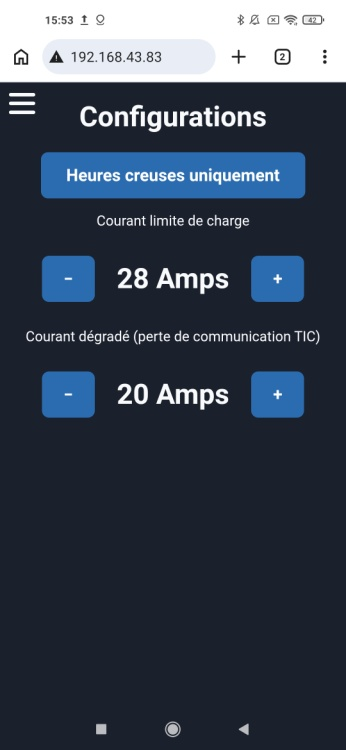 15:53
42
192.168.43.83
2
Configurations
Heures creuses uniquement
Courant limite de charge
- 28 Amps +
Courant dégradé (perte de communication TIC)
- 20 Amps +